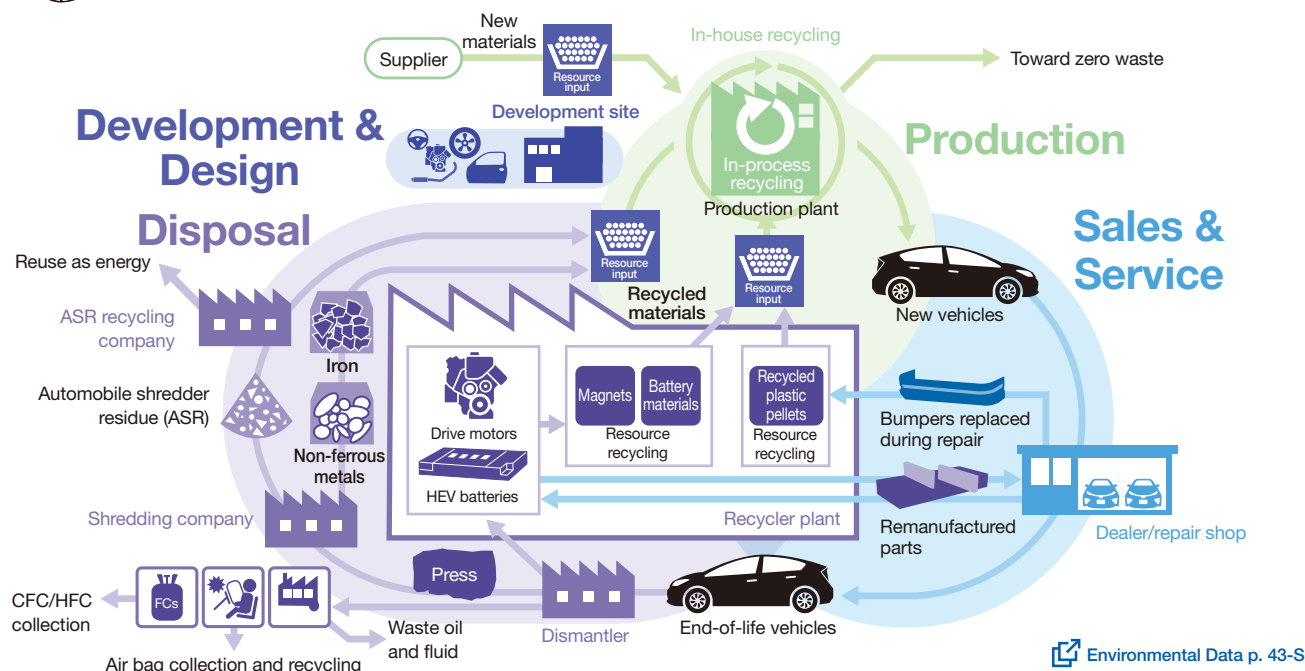 New
materials
Supplier
Resource
input
In-house recycling
Toward zero waste
Development site
Development &
Design
Production
In-process
recycling
Production plant
Disposal
Sales &
Service
Reuse as energy
Resource
input
Resource
input
Recycled
materials
New vehicles
ASR recycling
company
Iron
Automobile shredder
residue (ASR)
Non-ferrous
metals
Drive motors
HEV batteries
Magnets
Battery
materials
Resource
recycling
Recycled
plastic
pellets
Resource
recycling
Bumpers replaced
during repair
Shredding company
Recycler plant
Remanufactured
parts
Dealer/repair shop
Press
CFC/HFC
collection
FCs
Waste oil
and fluid
Dismantler
End-of-life vehicles
Air bag collection and recycling
Environmental Data p. 43-S